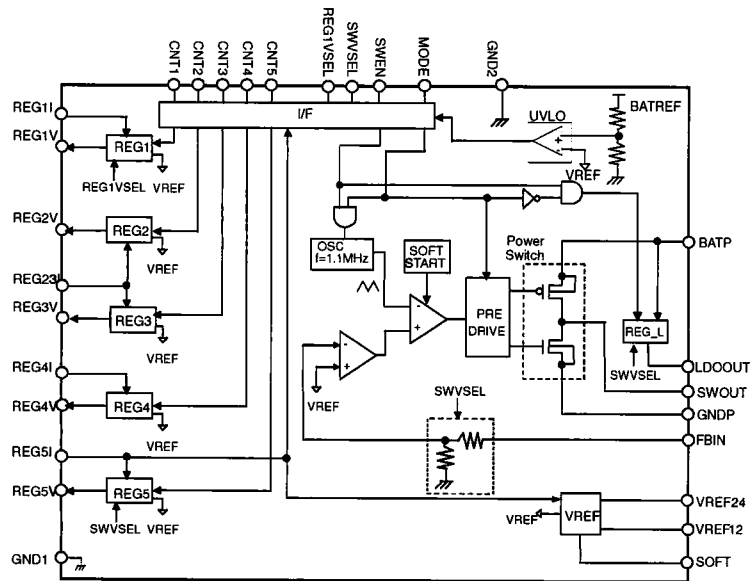 CNT1
CNT2
CNT3
CNT4
CNT5
REG1VSEL
SWVSEL
SWEN
MODE
GND2
REG1I
REG1V
REG2V
REG23I
REG3V
REG4I
REG4V
REG5I
REG5V
GND1
I/F
UVLO
BATREF
VREF
REG1
REG1VSEL
VREF
REG2
VREF
REG3
VREF
REG4
VREF
REG5
SWVSEL
VREF
OSC
f=1.1MHz
SOFT
START
PRE
DRIVE
Power
Switch
REG_L
SWVSEL
VREF
SWVSEL
VREF
VREF
BATP
LDOOUT
SWOUT
GNDP
FBIN
VREF24
VREF12
SOFT